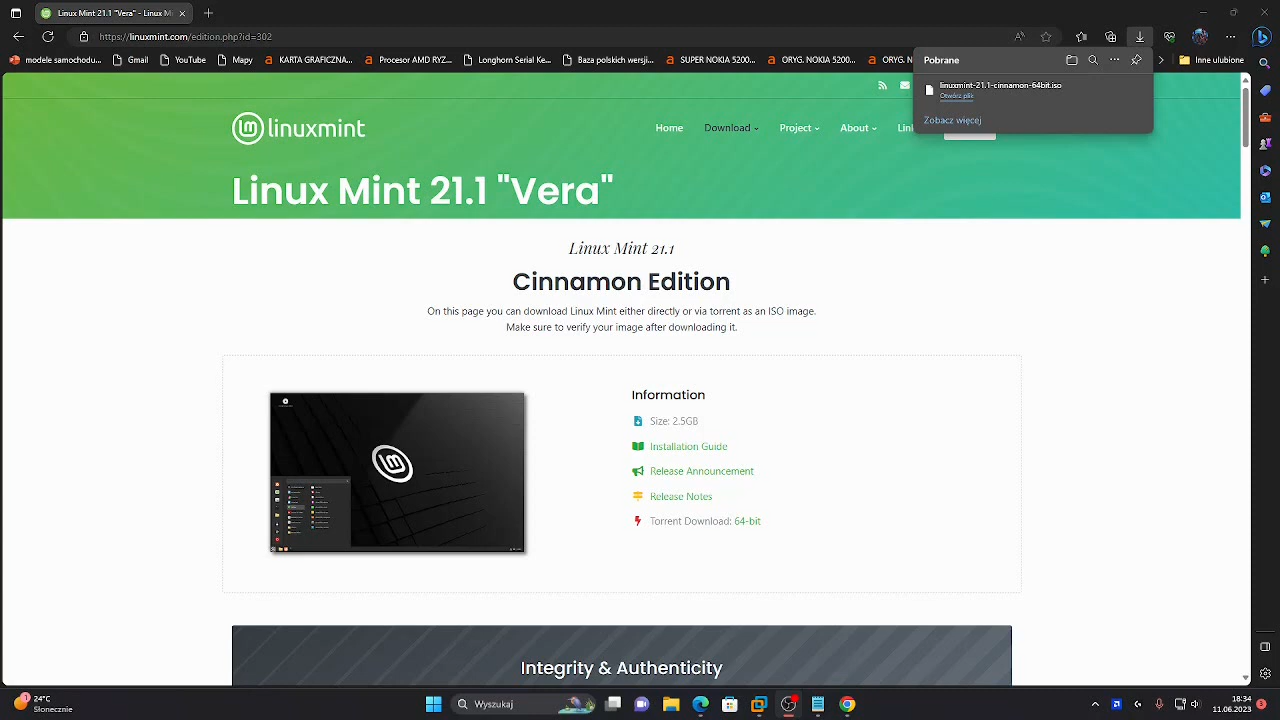 Linux Mint 21.1 "Vera" - Linux M
https://linuxmint.com/edition.php?id=302
modele samochodu...
Gmail
YouTube
Mapy
KARTA GRAFICZNA...
Procesor AMD RYZ...
Longhorn Serial Ke...
Baza polskich wersji...
SUPER NOKIA 5200...
ORYG. NOKIA 5200...
ORYG. N
Inne ulubione
Pobrane
linuxmint-21.1-cinnamon-64bit.iso
Otwórz plik
Zobacz więcej
linuxmint
Home
Download
Project
About
Lin
Linux Mint 21.1 "Vera"
Linux Mint 21.1
Cinnamon Edition
On this page you can download Linux Mint either directly or via torrent as an ISO image.
Make sure to verify your image after downloading it.
Information
Size: 2.5GB
Installation Guide
Release Announcement
Release Notes
Torrent Download: 64-bit
Integrity & Authenticity
24°C
Słonecznie
Wyszukaj
18:34
11.06.2023